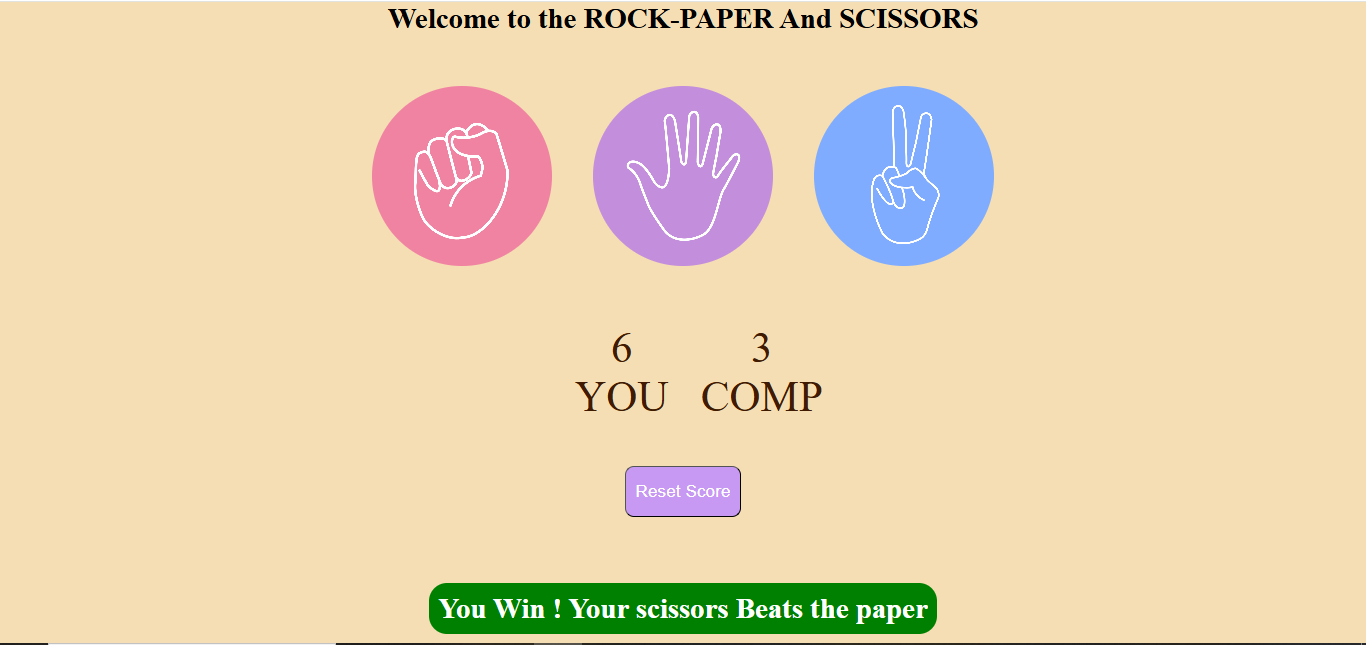 Welcome to the ROCK-PAPER And SCISSORS
6 3
YOU COMP
Reset Score
You Win ! Your scissors Beats the paper